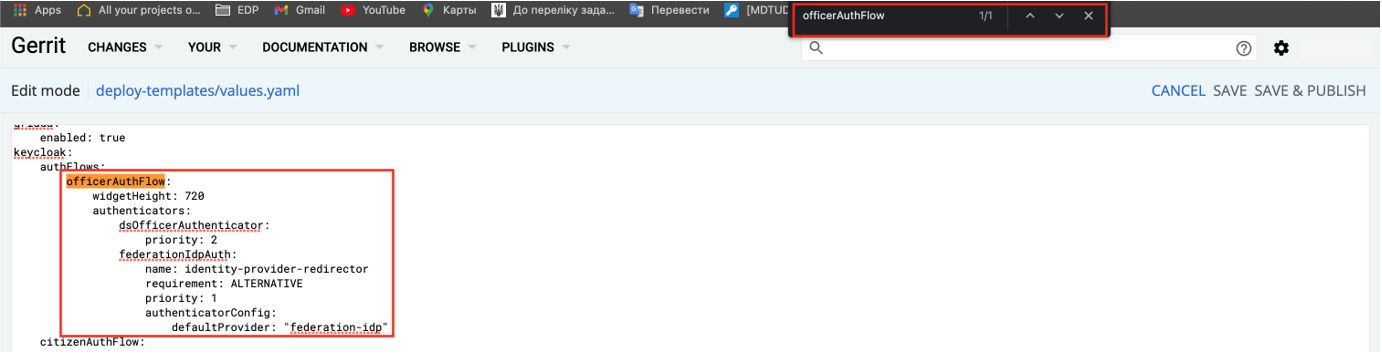 Apps All your projects o... EDP Gmail YouTube Карты До переліку зада... Перевести [MDTUD
officerAuthFlow 1/1
Gerrit CHANGES YOUR DOCUMENTATION BROWSE PLUGINS
Edit mode deploy-templates/values.yaml CANCEL SAVE SAVE & PUBLISH
enabled: true
keycloak:
authFlows:
officerAuthFlow:
widgetHeight: 720
authenticators:
dsOfficerAuthenticator:
priority: 2
federationIdpAuth:
name: identity-provider-redirector
requirement: ALTERNATIVE
priority: 1
authenticatorConfig:
defaultProvider: "federation-idp"
citizenAuthFlow: